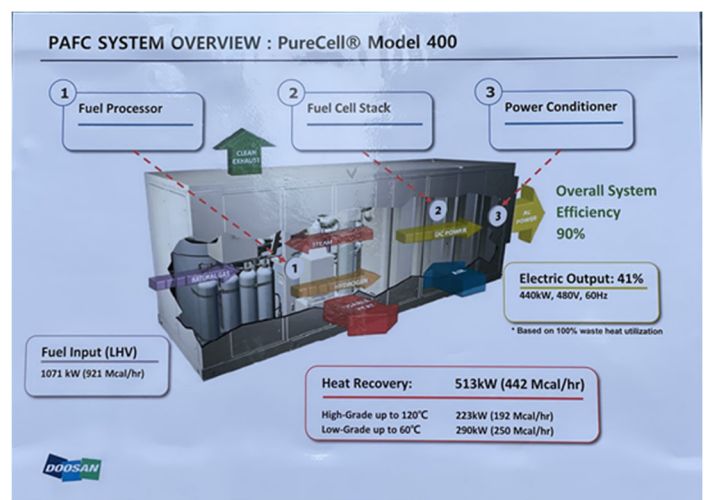 PAFC SYSTEM OVERVIEW : PureCell® Model 400
1
Fuel Processor
2
Fuel Cell Stack
3
Power Conditioner
CLEAN
EXHAUST
Overall System
Efficiency
90%
AC
POWER
2
3
DC POWER
STEAM
1
NATURAL GAS
HYDROGEN
AIR
USABLE
HEAT
Electric Output: 41%
440kW, 480V, 60Hz
* Based on 100% waste heat utilization
Fuel Input (LHV)
1071 kW (921 Mcal/hr)
Heat Recovery: 513kW (442 Mcal/hr)
High-Grade up to 120℃ 223kW (192 Mcal/hr)
Low-Grade up to 60℃ 290kW (250 Mcal/hr)
DOOSAN